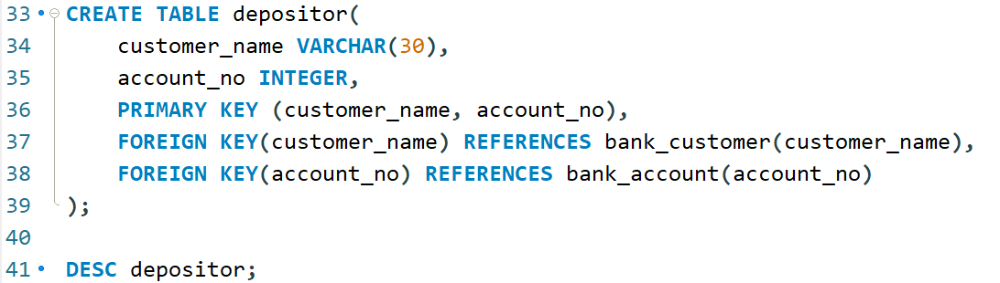 33 CREATE TABLE depositor(
34 customer_name VARCHAR(30),
35 account_no INTEGER,
36 PRIMARY KEY (customer_name, account_no),
37 FOREIGN KEY(customer_name) REFERENCES bank_customer(customer_name),
38 FOREIGN KEY(account_no) REFERENCES bank_account(account_no)
39 );
40
41 DESC depositor;